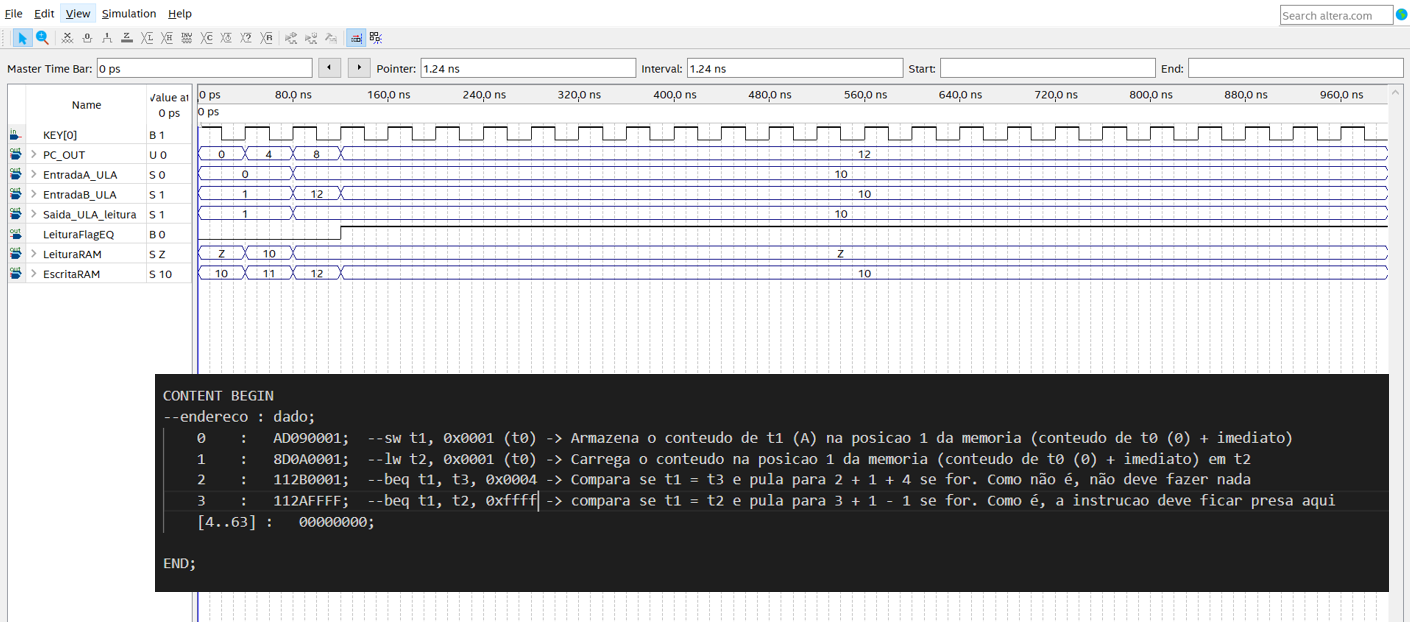 File Edit View Simulation Help
Search altera.com
Master Time Bar: 0 ps Pointer: 1.24 ns Interval: 1.24 ns Start: End:
Name Value at 0 ps
0 ps 80,0 ns 160,0 ns 240,0 ns 320,0 ns 400,0 ns 480,0 ns 560,0 ns 640,0 ns 720,0 ns 800,0 ns 880,0 ns 960,0 ns
0 ps
KEY[0] B 1
PC_OUT U 0 0 4 8 12
EntradaA_ULA S 0 0 10
EntradaB_ULA S 1 1 12 10
Saída_ULA_leitura S 1 1 10
LeituraFlagEQ B 0
LeituraRAM S Z Z 10 Z
EscritaRAM S 10 10 11 12 10
CONTENT BEGIN
--endereco : dado;
0 : AD090001; --sw t1, 0x0001 (t0) -> Armazena o conteudo de t1 (A) na posicao 1 da memoria (conteudo de t0 (0) + imediato)
1 : 8D0A0001; --lw t2, 0x0001 (t0) -> Carrega o conteudo na posicao 1 da memoria (conteudo de t0 (0) + imediato) em t2
2 : 112B0001; --beq t1, t3, 0x0004 -> Compara se t1 = t3 e pula para 2 + 1 + 4 se for. Como não é, não deve fazer nada
3 : 112AFFFF; --beq t1, t2, 0xffff -> compara se t1 = t2 e pula para 3 + 1 - 1 se for. Como é, a instrucao deve ficar presa aqui
[4..63] : 00000000;
END;